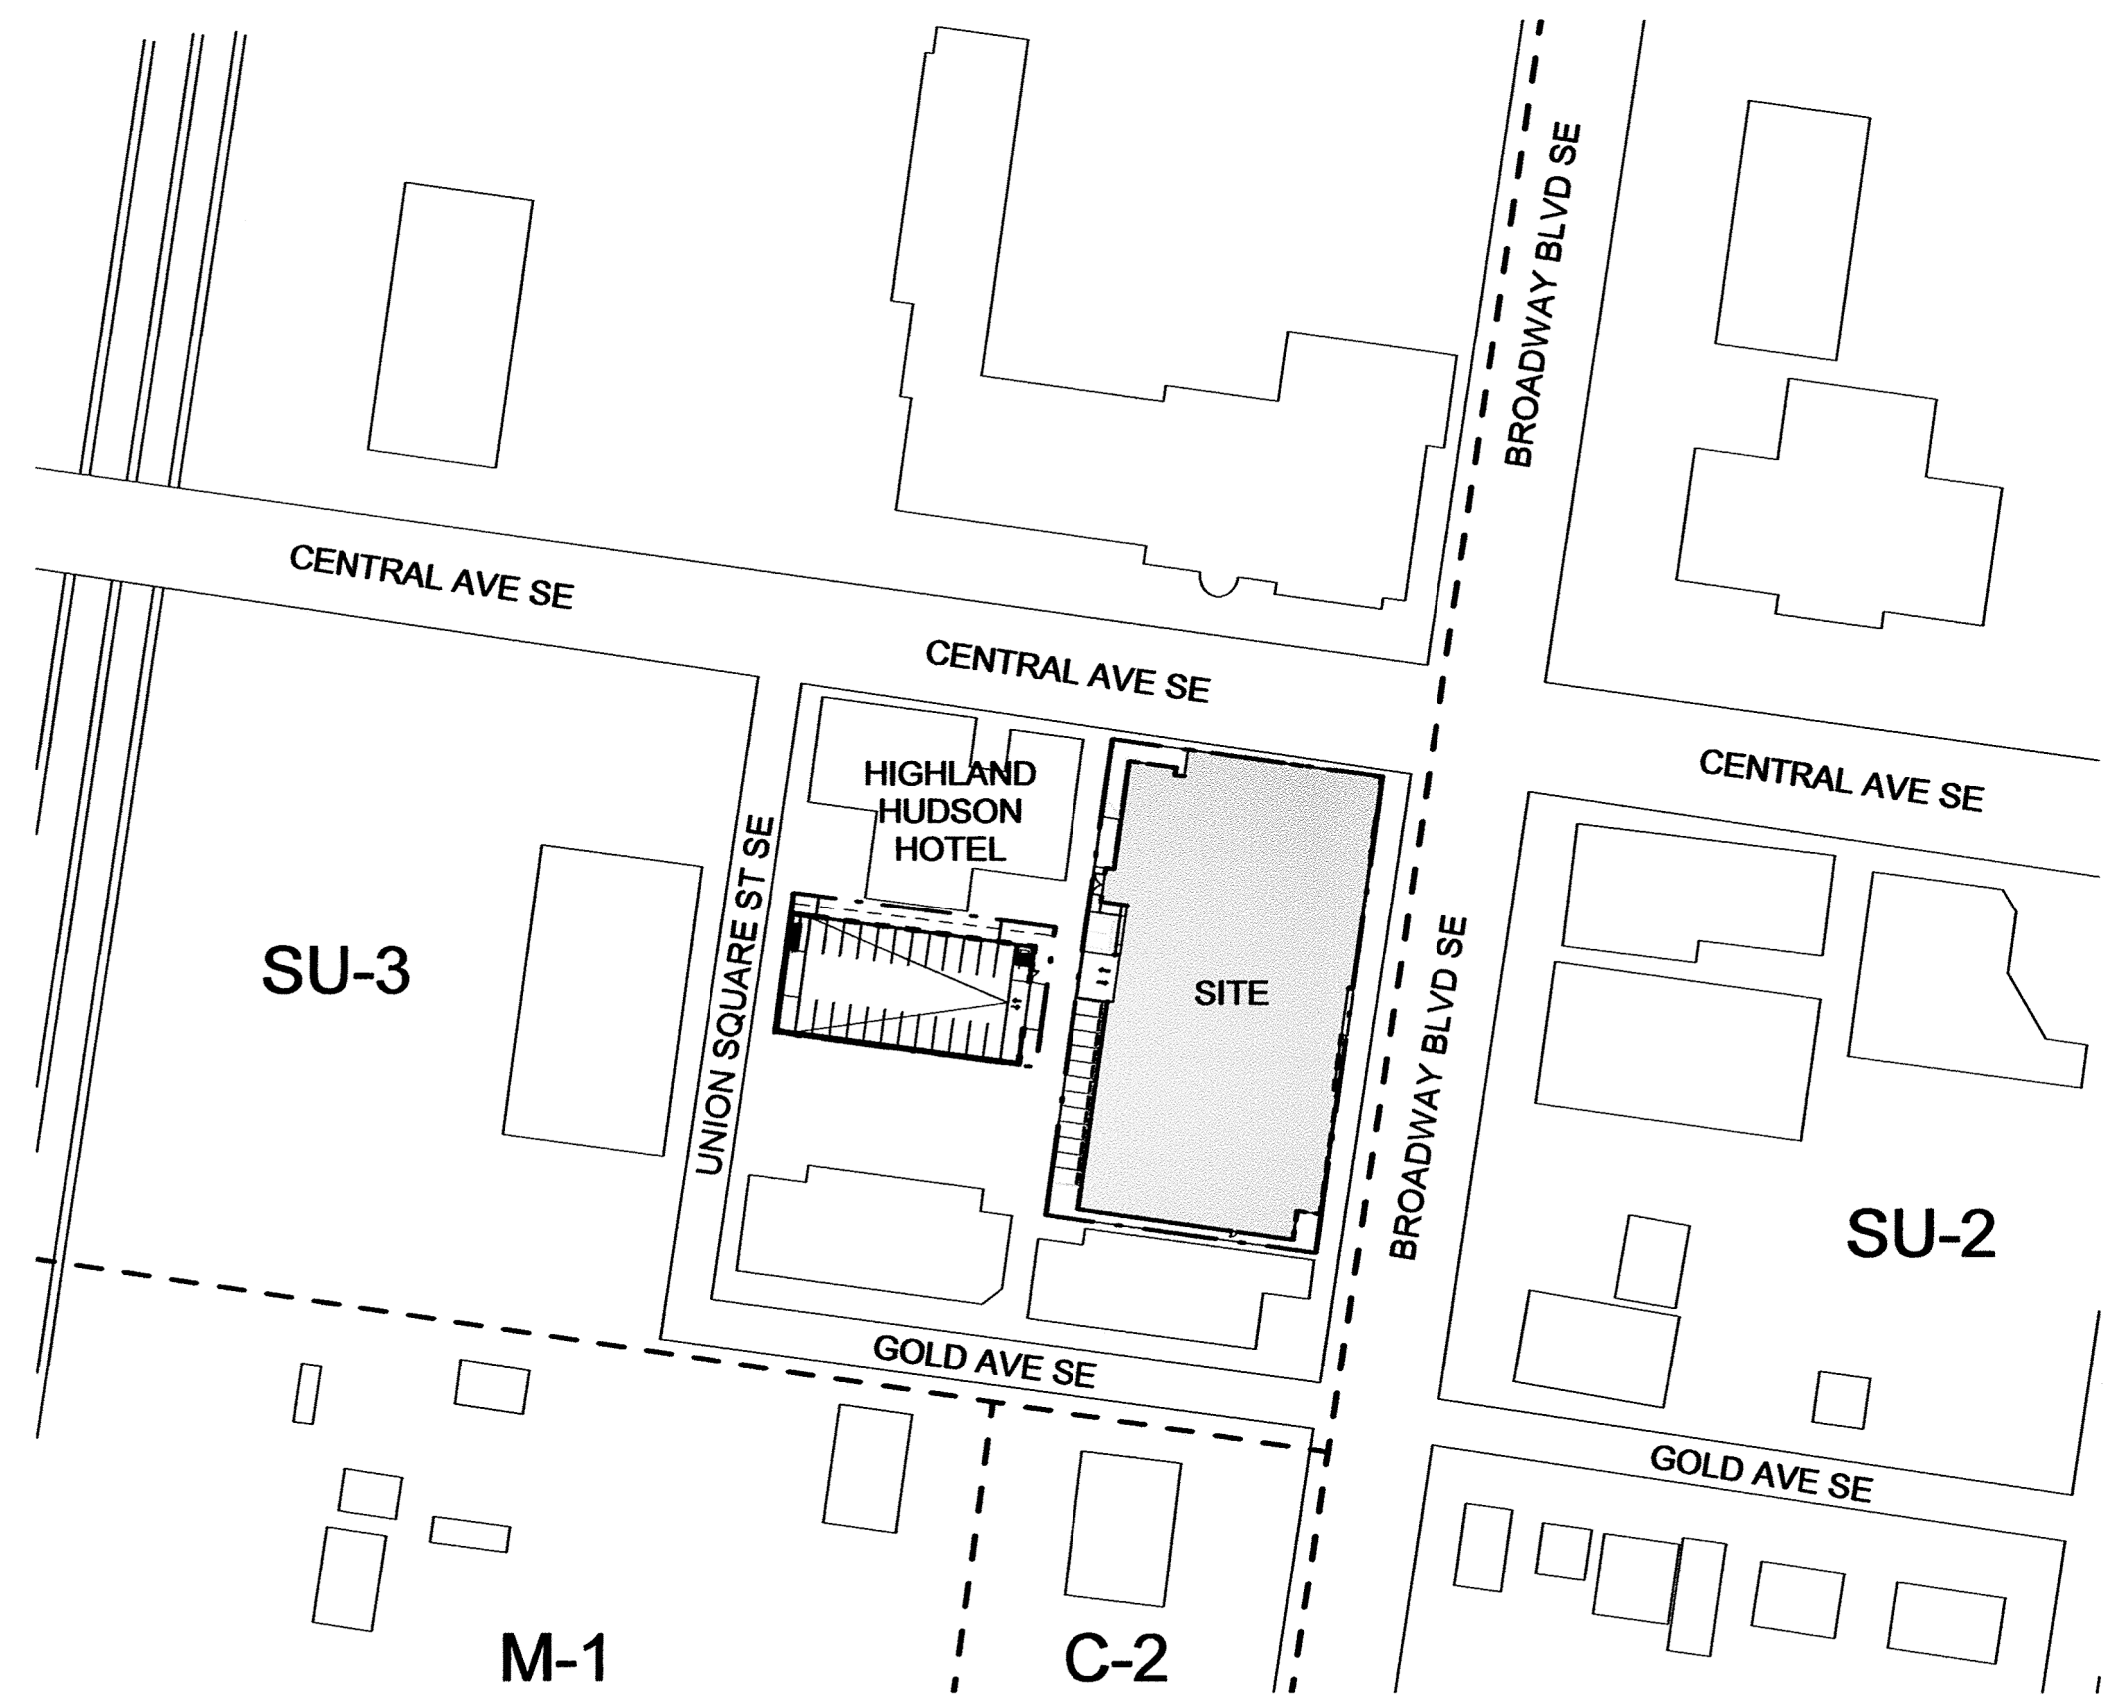 BROADWAY BLVD SE
CENTRAL AVE SE
CENTRAL AVE SE
CENTRAL AVE SE
HIGHLAND
HUDSON
HOTEL
UNION SQUARE ST SE
SU-3
SITE
BROADWAY BLVD SE
SU-2
GOLD AVE SE
GOLD AVE SE
M-1
C-2